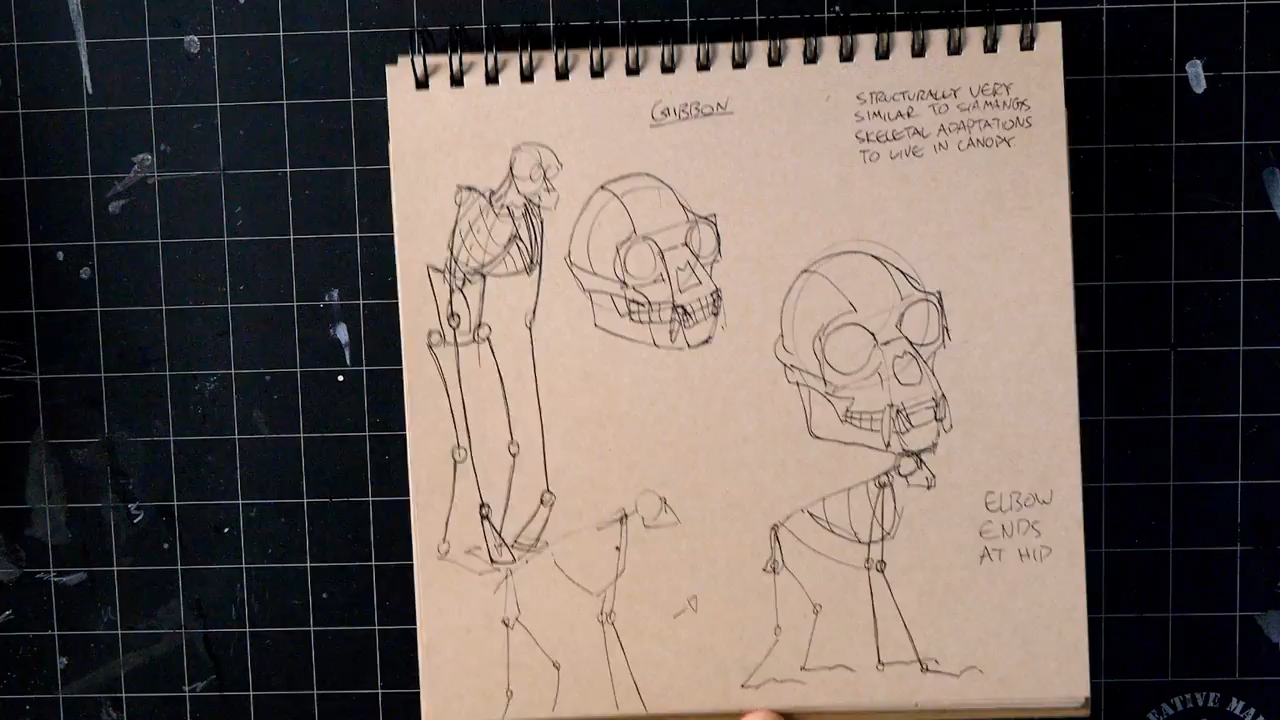 GIBBON
STRUCTURALLY VERY
SIMILAR TO SIAMANGS
SKELETAL ADAPTATIONS
TO LIVE IN CANOPY
ELBOW
ENDS
AT HIP